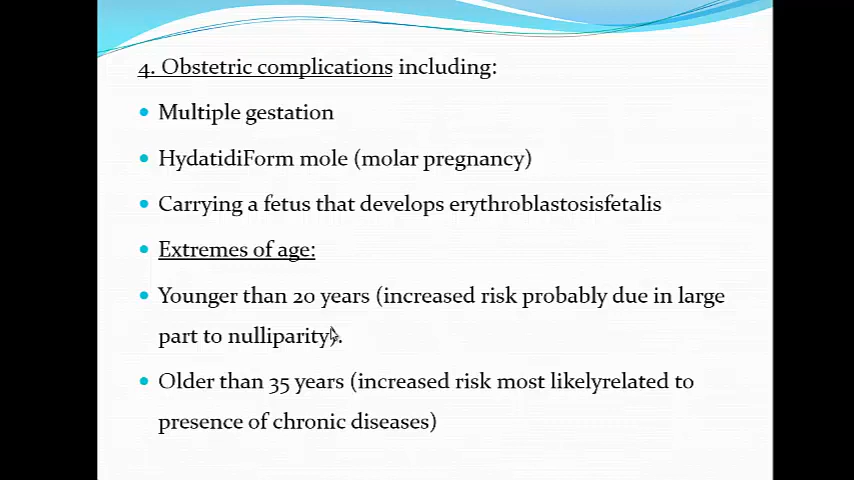 4. Obstetric complications including:
Multiple gestation
HydatidiForm mole (molar pregnancy)
Carrying a fetus that develops erythroblastosisfetalis
Extremes of age:
Younger than 20 years (increased risk probably due in large
part to nulliparity).
Older than 35 years (increased risk most likelyrelated to
presence of chronic diseases)